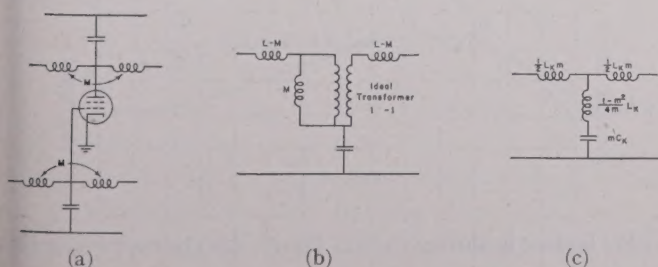 M
M
(a)
L-M
L-M
M
Ideal
Transformer
1 -1
(b)
½ Lₖ m
½ Lₖ m
1-m²
4m
Lₖ
mCₖ
(c)